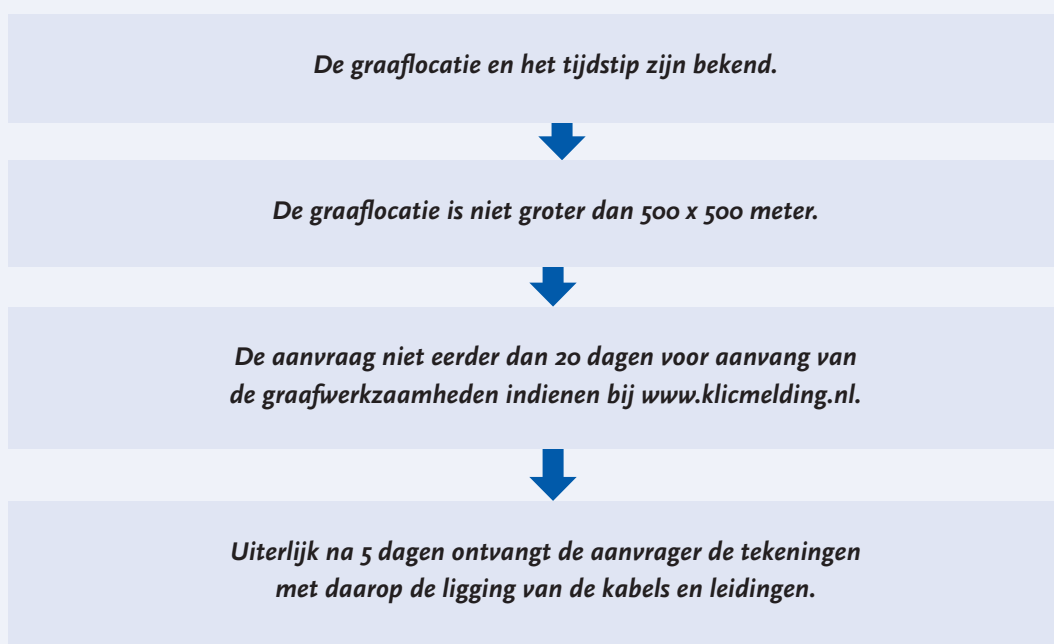 De graaflocatie en het tijdstip zijn bekend.
De graaflocatie is niet groter dan 500 x 500 meter.
De aanvraag niet eerder dan 20 dagen voor aanvang van
de graafwerkzaamheden indienen bij www.klicmelding.nl.
Uiterlijk na 5 dagen ontvangt de aanvrager de tekeningen
met daarop de ligging van de kabels en leidingen.